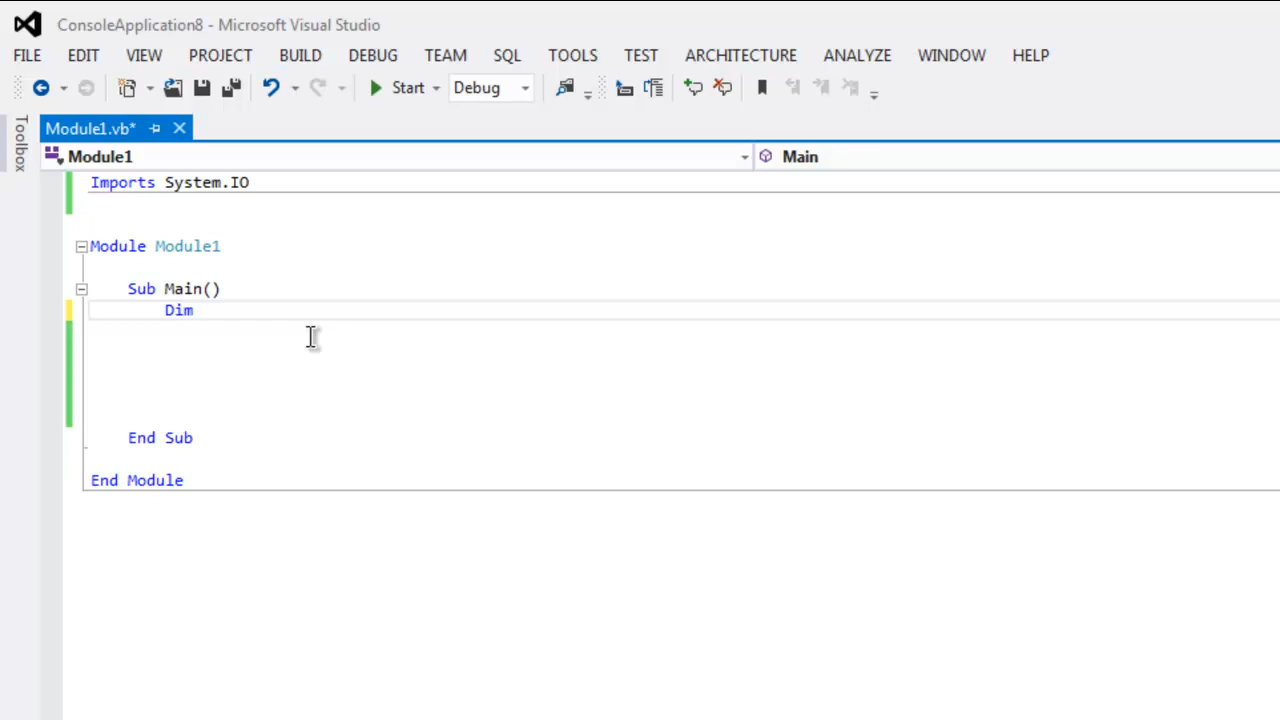 ConsoleApplication8 - Microsoft Visual Studio
FILE EDIT VIEW PROJECT BUILD DEBUG TEAM SQL TOOLS TEST ARCHITECTURE ANALYZE WINDOW HELP
Start Debug
Toolbox
Module1.vb*
Module1 Main
Imports System.IO
Module Module1
Sub Main()
Dim
End Sub
End Module